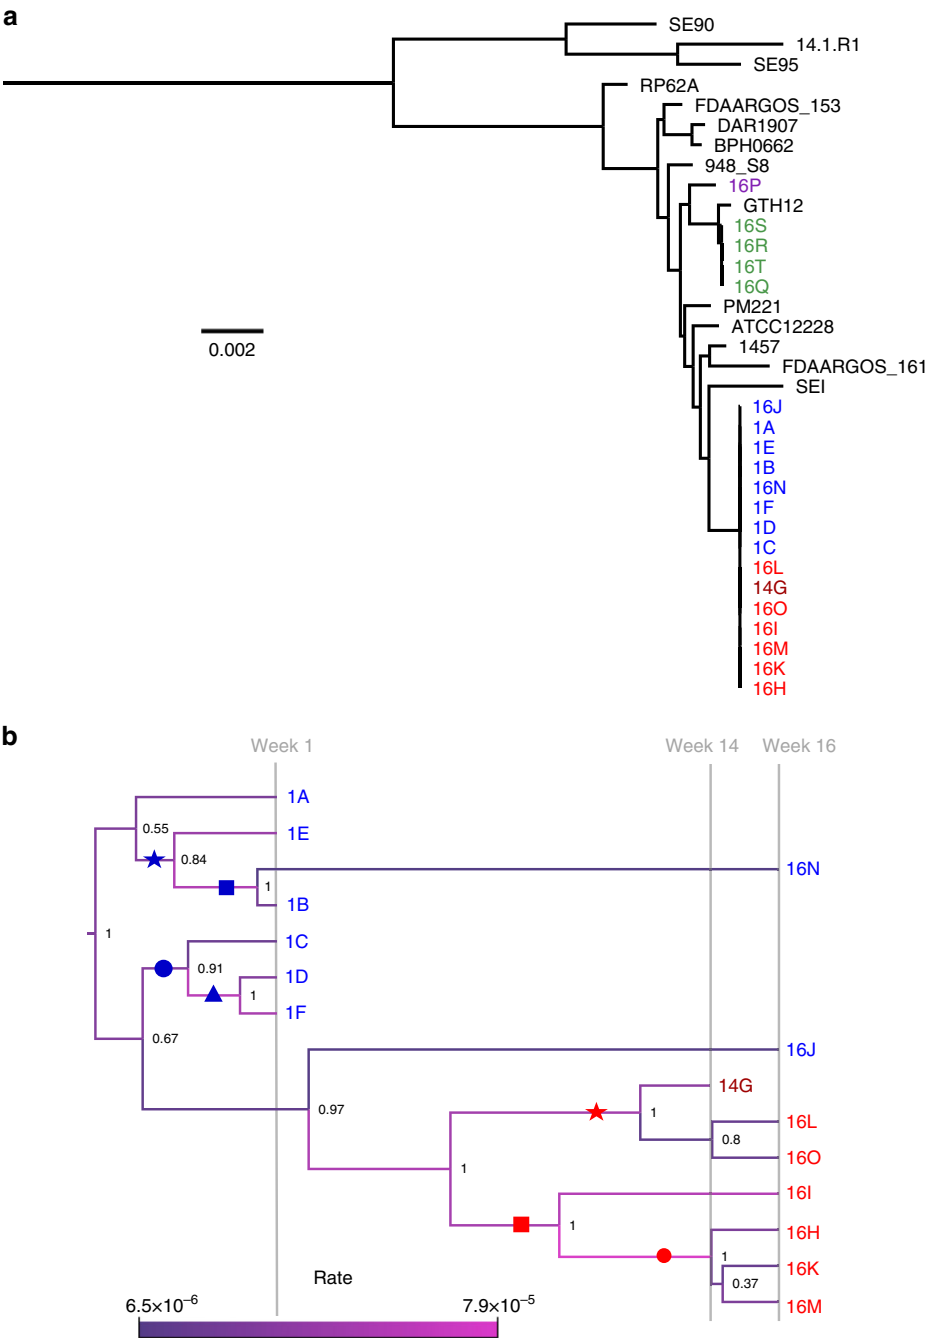 a
SE90
14.1.R1
SE95
RP62A
FDAARGOS_153
DAR1907
BPH0662
948_S8
16P
GTH12
16S
16R
16T
16Q
PM221
ATCC12228
1457
FDAARGOS_161
SEI
0.002
16J
1A
1E
1B
16N
1F
1D
1C
16L
14G
16O
16I
16M
16K
16H
b
Week 1 Week 14 Week 16
1A
0.55
1E
0.84
16N
1
1B
1
1C
0.91
1D
1
1F
0.67
16J
14G
0.97
1
16L
0.8
16O
1
16I
1
16H
1
16K
0.37
16M
Rate
6.5×10⁻⁶ 7.9×10⁻⁵